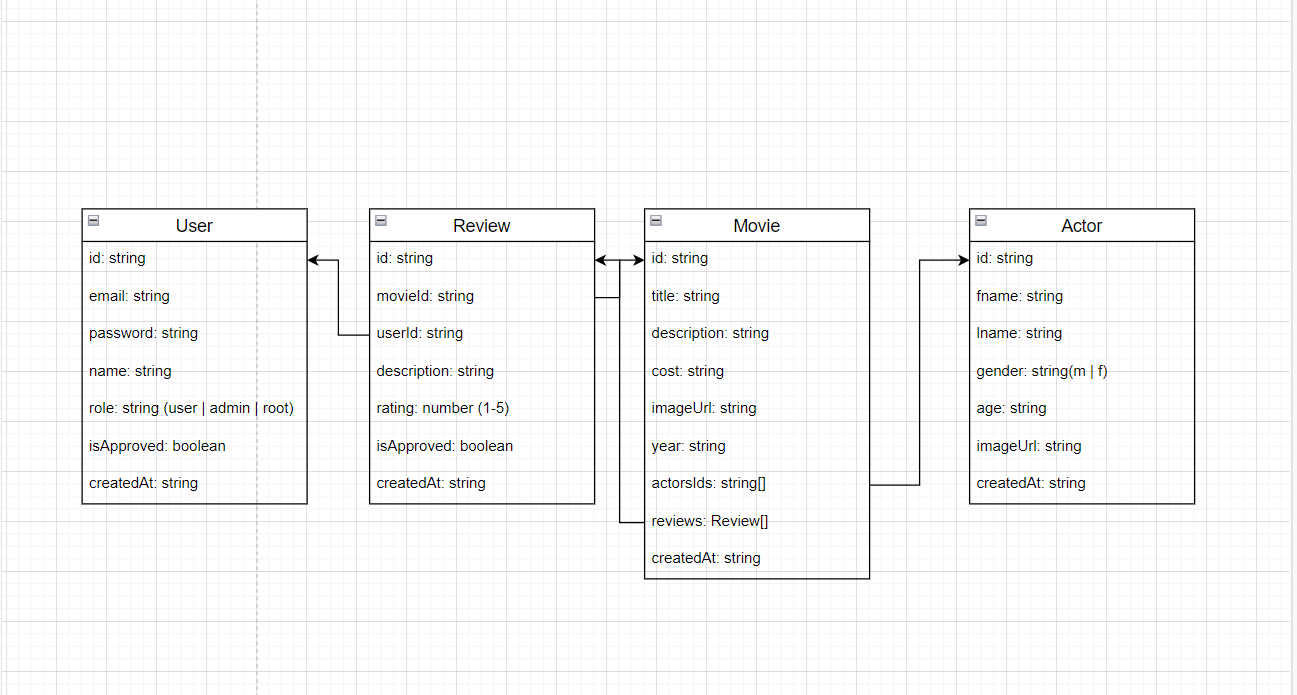 User
id: string
email: string
password: string
name: string
role: string (user | admin | root)
isApproved: boolean
createdAt: string
Review
id: string
movieId: string
userId: string
description: string
rating: number (1-5)
isApproved: boolean
createdAt: string
Movie
id: string
title: string
description: string
cost: string
imageUrl: string
year: string
actorsIds: string[]
reviews: Review[]
createdAt: string
Actor
id: string
fname: string
lname: string
gender: string(m | f)
age: string
imageUrl: string
createdAt: string